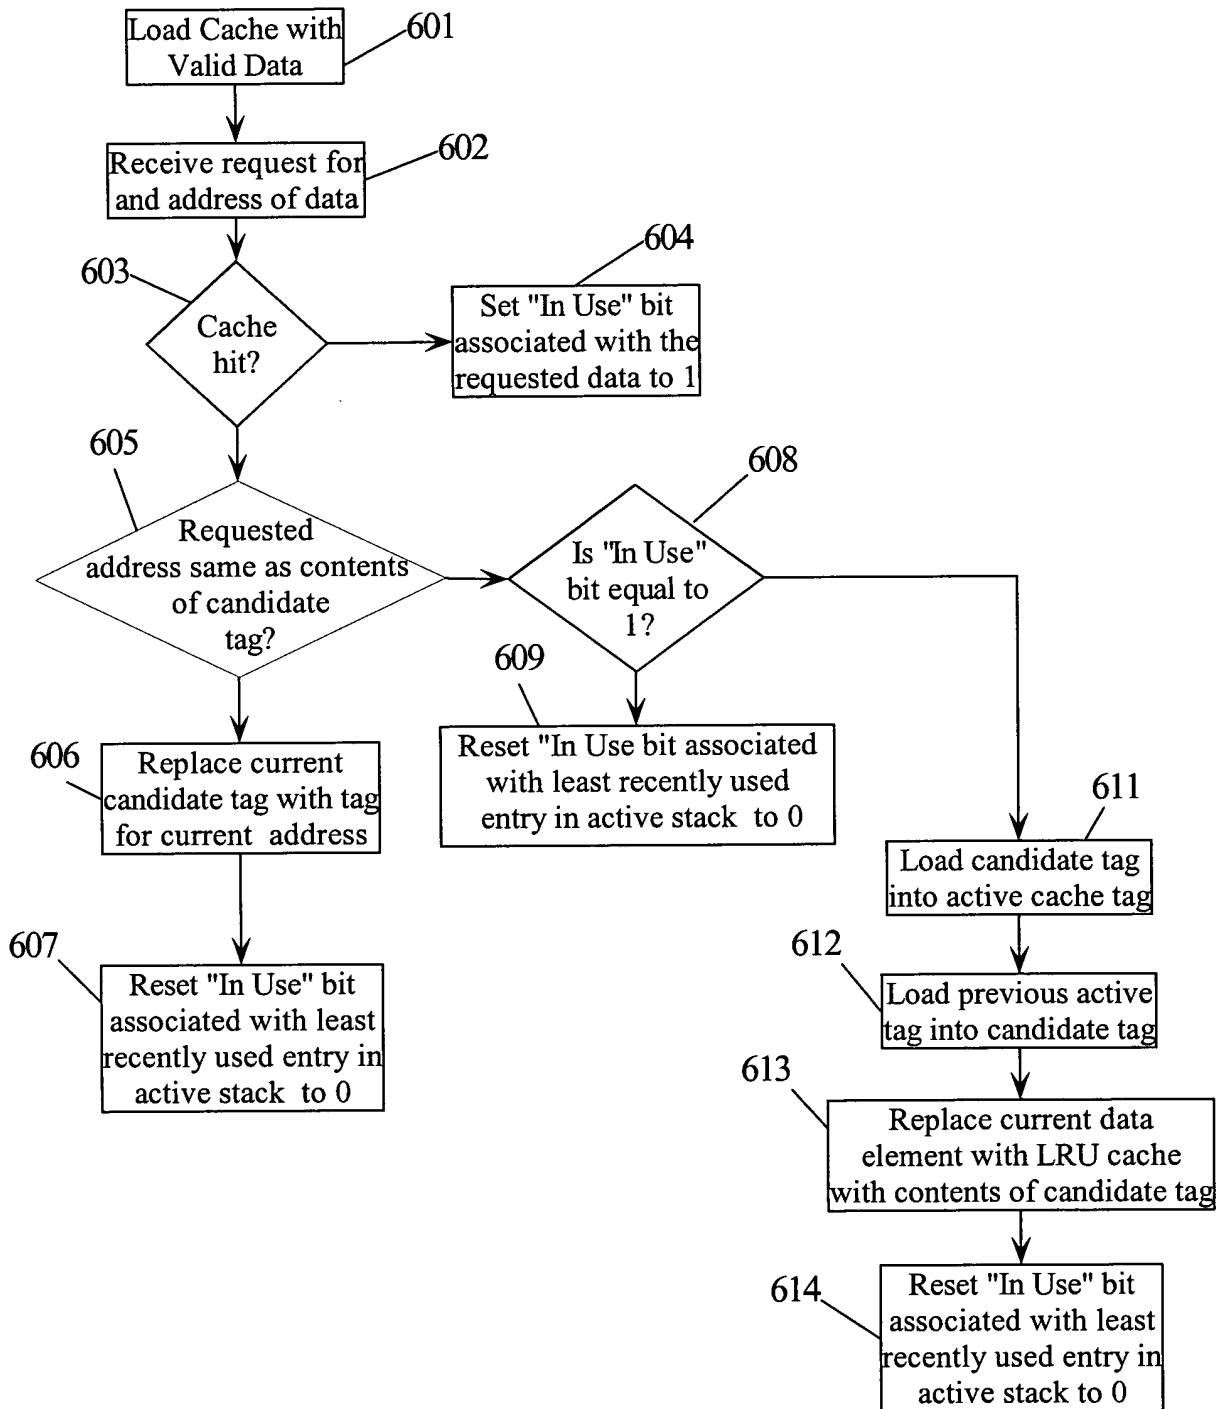 Load Cache with
Valid Data
601
Receive request for
and address of data
602
603
Cache
hit?
604
Set "In Use" bit
associated with the
requested data to 1
605
Requested
address same as contents
of candidate
tag?
608
Is "In Use"
bit equal to
1?
606
Replace current
candidate tag with tag
for current address
609
Reset "In Use bit associated
with least recently used
entry in active stack to 0
611
Load candidate tag
into active cache tag
607
Reset "In Use" bit
associated with least
recently used entry in
active stack to 0
612
Load previous active
tag into candidate tag
613
Replace current data
element with LRU cache
with contents of candidate tag
614
Reset "In Use" bit
associated with least
recently used entry in
active stack to 0